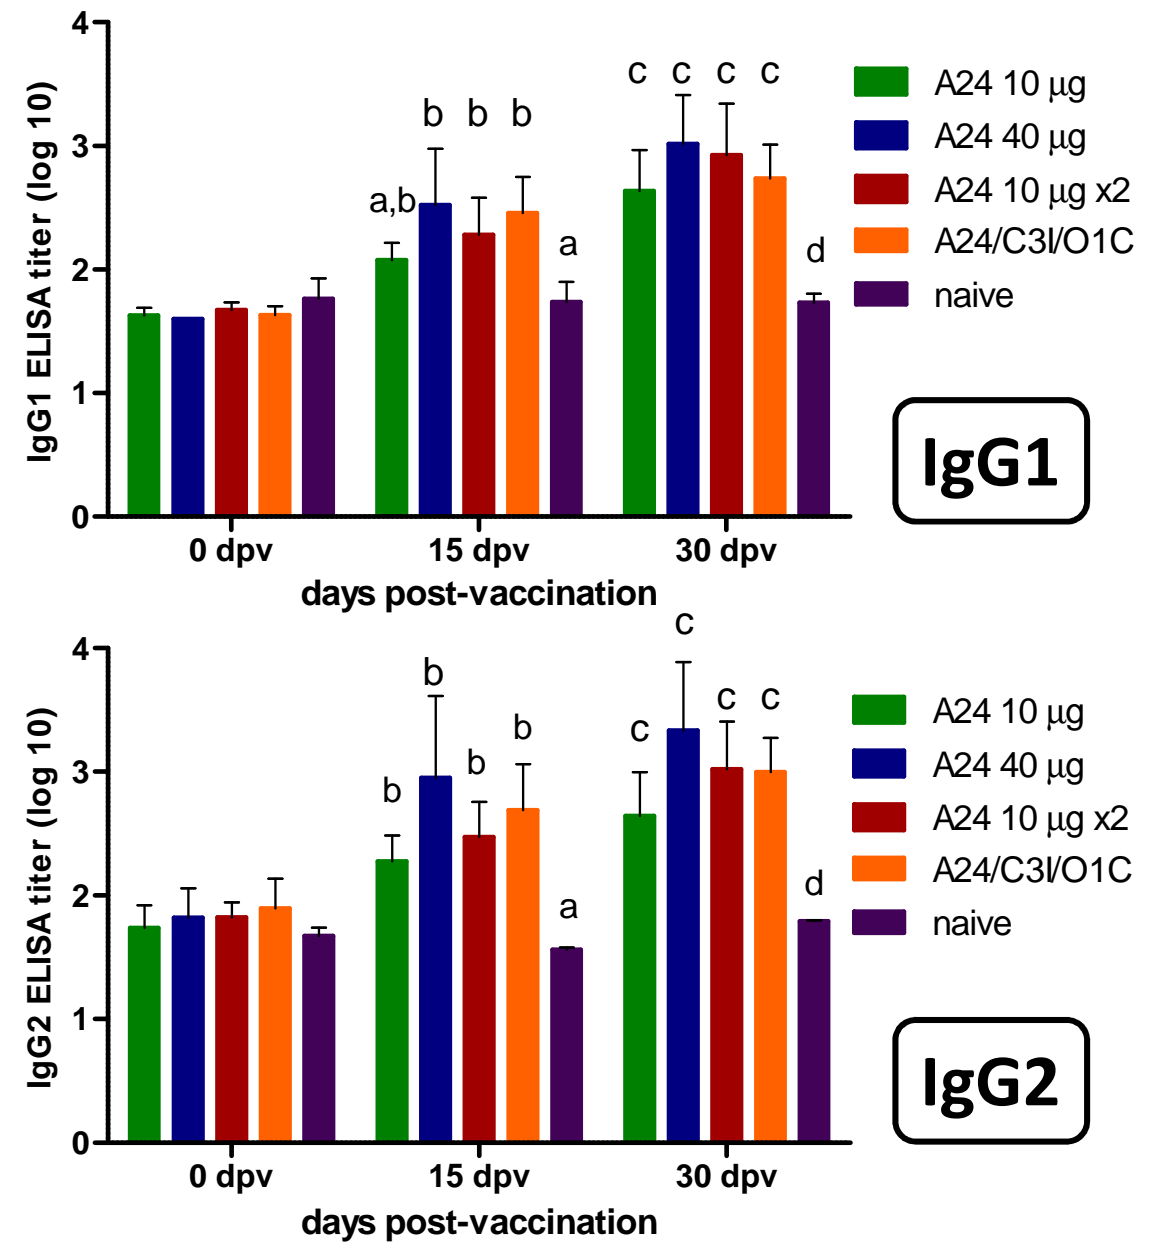 4
3
2
1
0
IgG1 ELISA titer (log 10)
a,b
b
b
b
a
c
c
c
c
d
0 dpv
15 dpv
30 dpv
days post-vaccination
A24 10 µg
A24 40 µg
A24 10 µg x2
A24/C3I/O1C
naive
IgG1
4
3
2
1
0
IgG2 ELISA titer (log 10)
b
b
b
b
a
c
c
c
c
d
0 dpv
15 dpv
30 dpv
days post-vaccination
A24 10 µg
A24 40 µg
A24 10 µg x2
A24/C3I/O1C
naive
IgG2